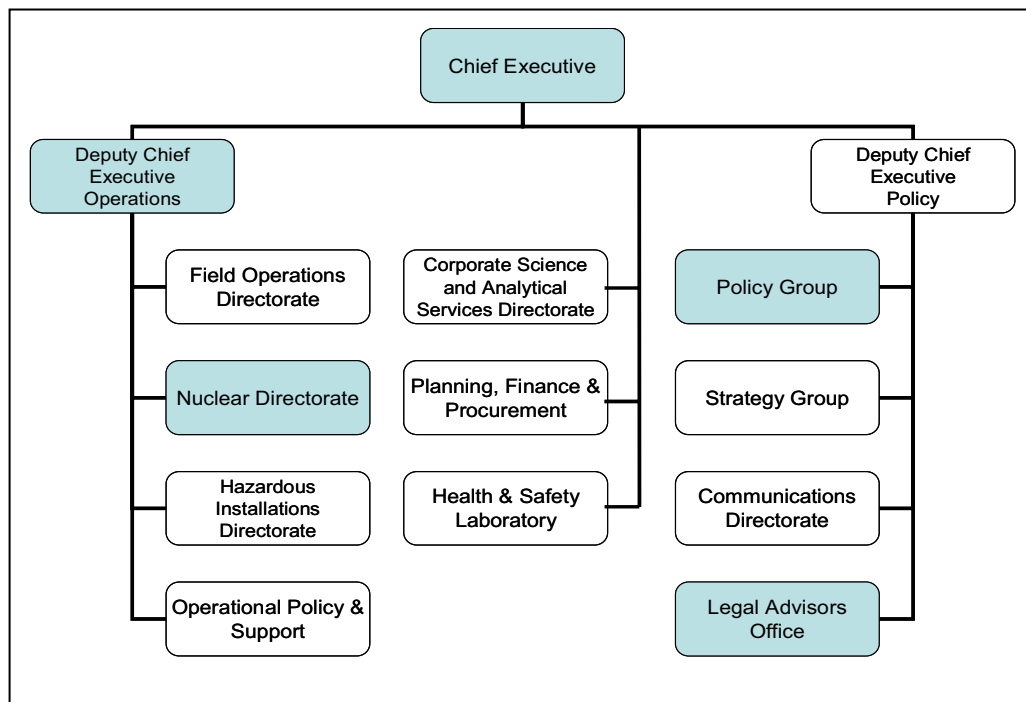 Chief Executive
Deputy Chief
Executive
Operations
Deputy Chief
Executive
Policy
Field Operations
Directorate
Corporate Science
and Analytical
Services Directorate
Policy Group
Nuclear Directorate
Planning, Finance &
Procurement
Strategy Group
Hazardous
Installations
Directorate
Health & Safety
Laboratory
Communications
Directorate
Operational Policy &
Support
Legal Advisors
Office